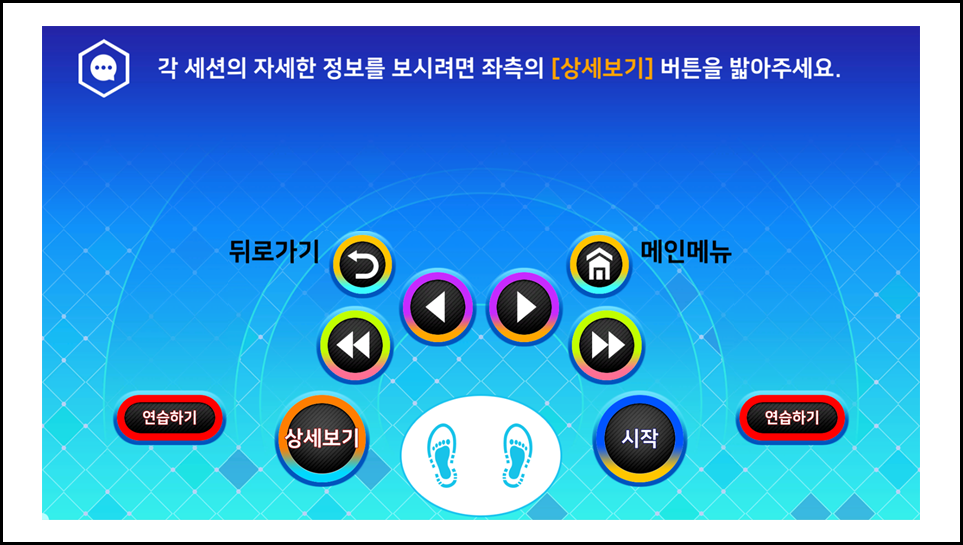 각 세션의 자세한 정보를 보시려면 좌측의 [상세보기] 버튼을 밟아주세요.
뒤로가기
메인메뉴
연습하기
상세보기
시작
연습하기